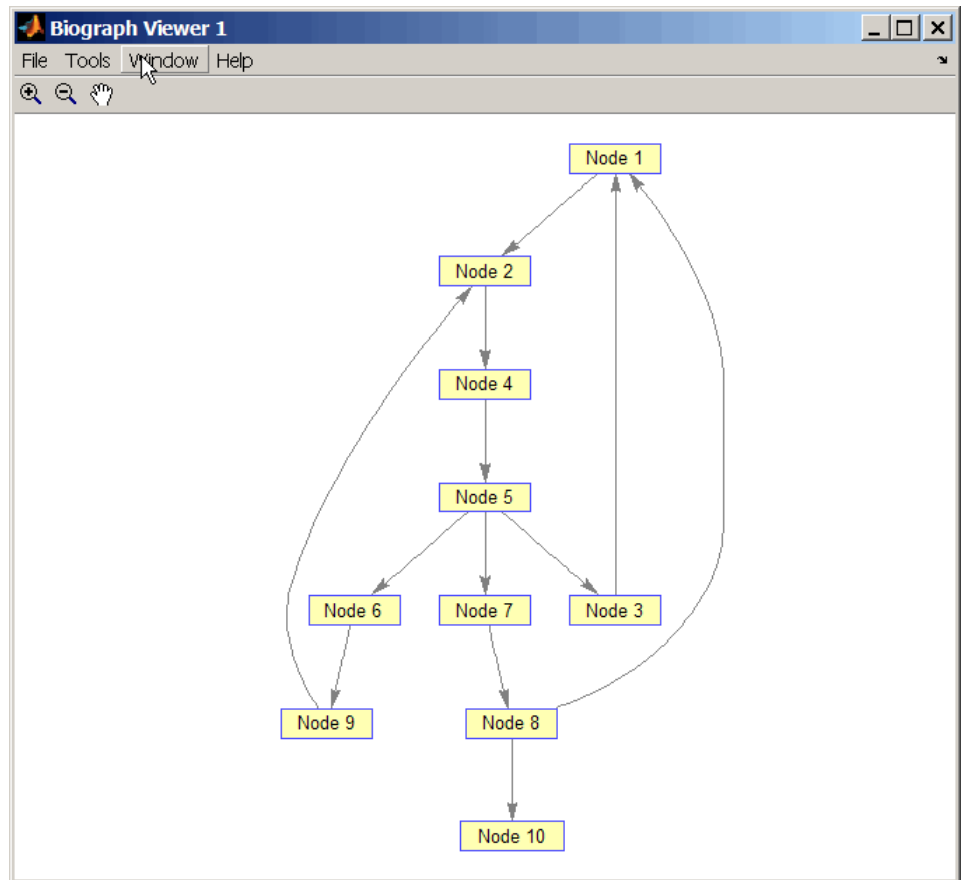 Biograph Viewer 1
File Tools Window Help
Node 1
Node 2
Node 4
Node 5
Node 6 Node 7 Node 3
Node 9 Node 8
Node 10